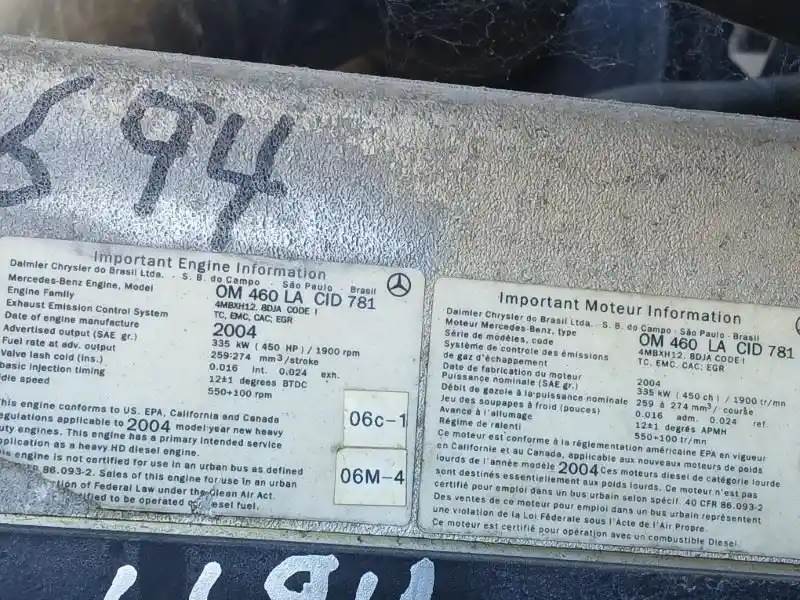 594
Important Engine Information
Daimler Chrysler do Brasil Ltda. - S. B. do Campo - São Paulo - Brasil
Mercedes-Benz Engine, Model OM 460 LA CID 781
Engine Family 4MBXH12.8DJA CODE I
Exhaust Emission Control System TC, EMC, CAC, EGR
Date of engine manufacture 2004
Advertised output (SAE gr.) 335 kW (450 HP) / 1900 rpm
Fuel rate at adv. output 259:274 mm³/stroke
Valve lash cold (ins.) 0.016 Int. 0.024 exh.
basic injection timing 12±1 degrees BTDC
dle speed 550+100 rpm
This engine conforms to US. EPA, California and Canada
egulations applicable to 2004 model year new heavy
uty engines. This engine has a primary intended service
pplication as a heavy HD diesel engine.
is engine is not certified for use in an urban bus as defined
FR 86.093-2. Sales of this engine for use in an urban
tion of Federal Law under the Clean Air Act.
tified to be operated on diesel fuel.
06c-1
06M-4
Important Moteur Information
Daimler Chrysler do Brasil Ltda. - S. B. do Campo - São Paulo - Brasil
Moteur Mercedes-Benz, type OM 460 LA CID 781
Série de modèles, code 4MBXH12.8DJA CODE I
Système de controle des émissions TC, EMC, CAC, EGR
de gaz d'échappement
Date de fabrication du moteur 2004
Puissance nominale (SAE gr.) 335 kW (450 ch) / 1900 tr/mn
Débit de gazole à la puissance nominale 259 à 274 mm³/ course
Jeu des soupapes à froid (pouces) 0.016 adm. 0.024 ref.
Avance à l'allumage 12±1 degrés APMH
Régime de ralenti 550+100 tr/mn
Ce moteur est conforme à la réglementation américaine EPA en vigueur
en Californie et au Canada, applicable aux nouveaux moteurs de poids
lourds de l'année modèle 2004 Ces moteurs diesel de catégorie lourde
sont destinés essentiellement aux poids lourds. Ce moteur n'est pas
certifié pour emploi dans un bus urbain selon spécif. 40 CFR 86.093-2
Des ventes de ce moteur pour emploi dans un bus urbain représentent
une violation de la Loi Fédérale sous l'Acte de l'Air Propre.
Ce moteur est certifié pour opération avec un combustible Diesel